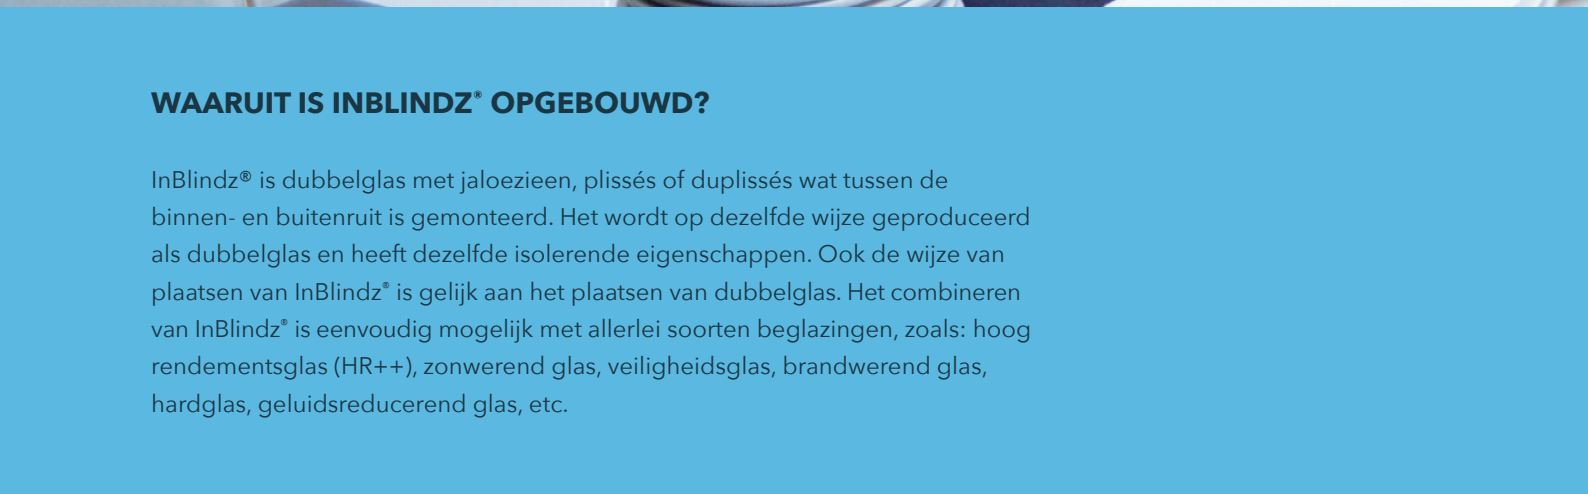 WAARUIT IS INBLINDZ® OPGEBOUWD?
InBlindz® is dubbelglas met jaloezieen, plissés of duplissés wat tussen de
binnen- en buitenruit is gemonteerd. Het wordt op dezelfde wijze geproduceerd
als dubbelglas en heeft dezelfde isolerende eigenschappen. Ook de wijze van
plaatsen van InBlindz® is gelijk aan het plaatsen van dubbelglas. Het combineren
van InBlindz® is eenvoudig mogelijk met allerlei soorten beglazingen, zoals: hoog
rendementsglas (HR++), zonwerend glas, veiligheidsglas, brandwerend glas,
hardglas, geluidsreducerend glas, etc.